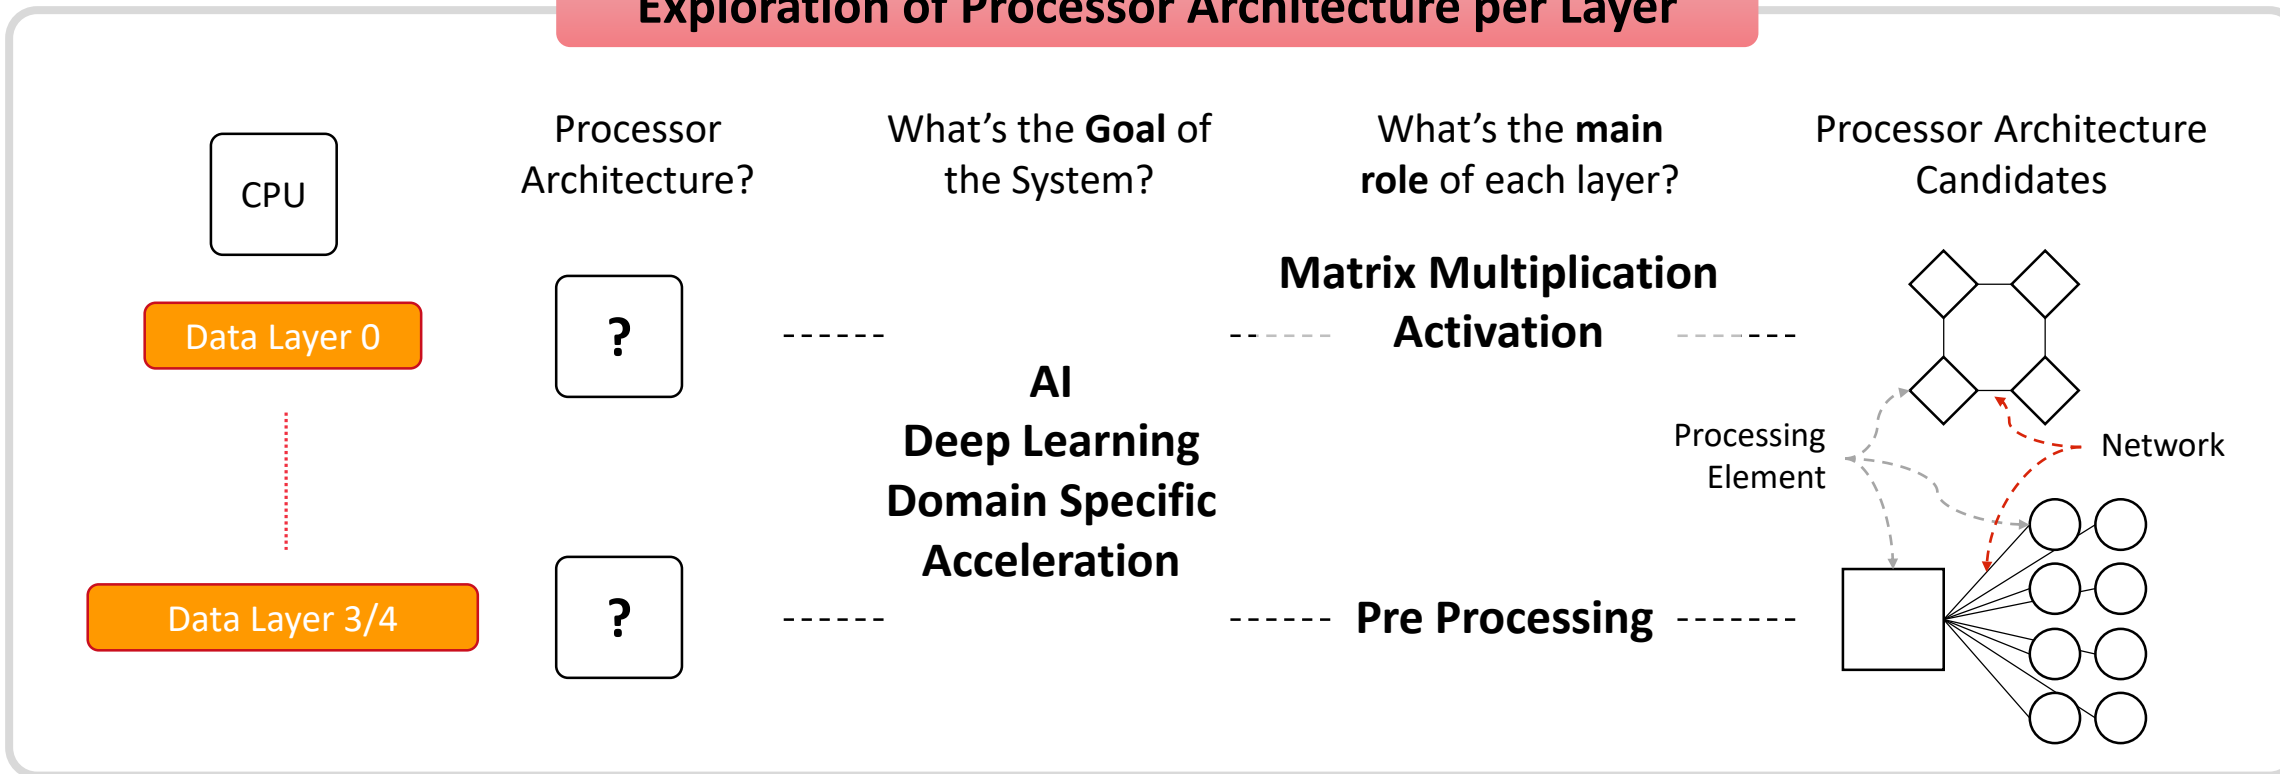 Exploration of Processor Architecture per Layer
CPU
Data Layer 0
Data Layer 3/4
Processor
Architecture?
?
?
What’s the Goal of
the System?
AI
Deep Learning
Domain Specific
Acceleration
What’s the main
role of each layer?
Matrix Multiplication
Activation
Pre Processing
Processor Architecture
Candidates
Processing
Element
Network